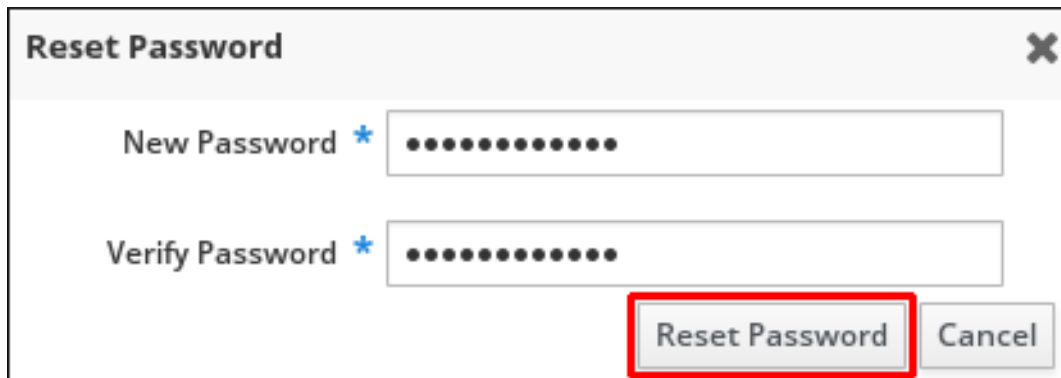 Reset Password ✖
New Password * ●●●●●●●●●●●●
Verify Password * ●●●●●●●●●●●●
Reset Password Cancel